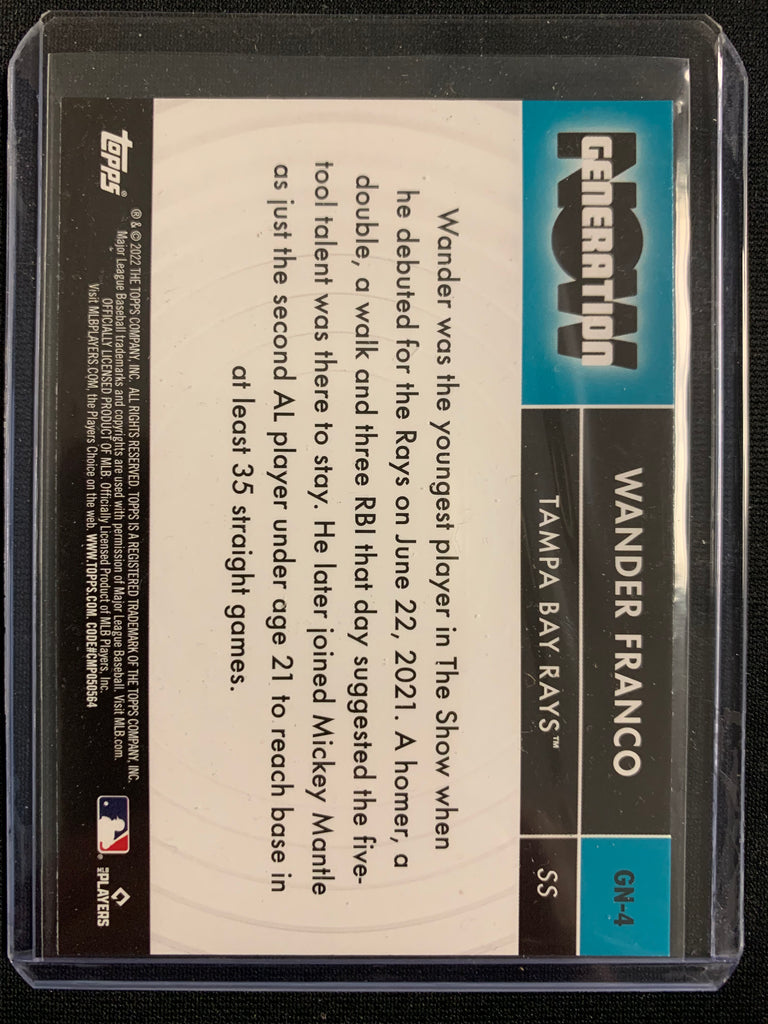 GENERATION
NOW
WANDER FRANCO
TAMPA BAY RAYS™
GN-4
SS
Wander was the youngest player in The Show when
he debuted for the Rays on June 22, 2021. A homer, a
double, a walk and three RBI that day suggested the five-
tool talent was there to stay. He later joined Mickey Mantle
as just the second AL player under age 21 to reach base in
at least 35 straight games.
topps®
® & © 2022 THE TOPPS COMPANY, INC. ALL RIGHTS RESERVED. TOPPS IS A REGISTERED TRADEMARK OF THE TOPPS COMPANY, INC.
Major League Baseball trademarks and copyrights are used with permission of Major League Baseball. Visit MLB.com.
OFFICIALLY LICENSED PRODUCT OF MLB Players, Inc.
Visit MLBPLAYERS.COM, the Players Choice on the web. WWW.TOPPS.COM. CODE#CMP050564
MLB PLAYERS